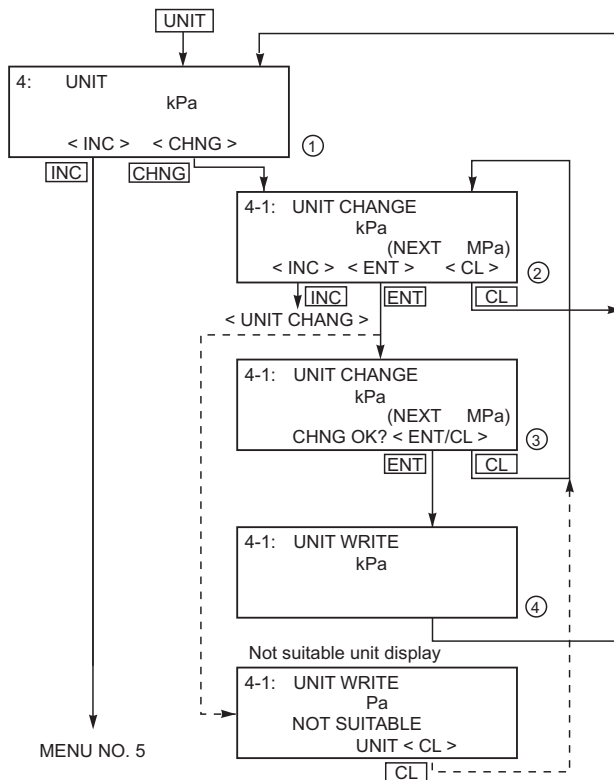 UNIT
4: UNIT
kPa
< INC > < CHNG >
①
INC CHNG
4-1: UNIT CHANGE
kPa
(NEXT MPa)
< INC > < ENT > < CL >
②
INC ENT CL
< UNIT CHANG >
4-1: UNIT CHANGE
kPa
(NEXT MPa)
CHNG OK? < ENT/CL >
③
ENT CL
4-1: UNIT WRITE
kPa
④
Not suitable unit display
4-1: UNIT WRITE
Pa
NOT SUITABLE
UNIT < CL >
MENU NO. 5
CL